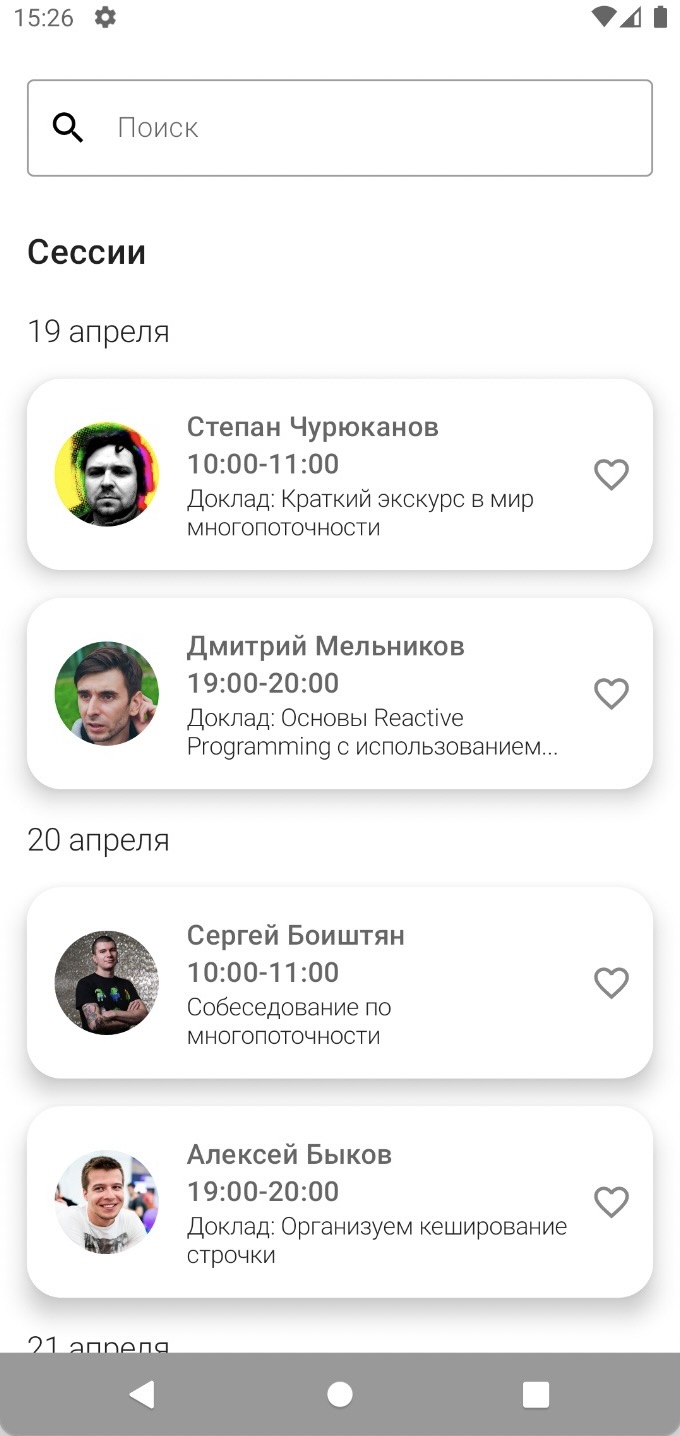 15:26
Поиск
Сессии
19 апреля
Степан Чурюканов
10:00-11:00
Доклад: Краткий экскурс в мир
многопоточности
Дмитрий Мельников
19:00-20:00
Доклад: Основы Reactive
Programming с использованием...
20 апреля
Сергей Боиштян
10:00-11:00
Собеседование по
многопоточности
Алексей Быков
19:00-20:00
Доклад: Организуем кеширование
строчки
21 апреля